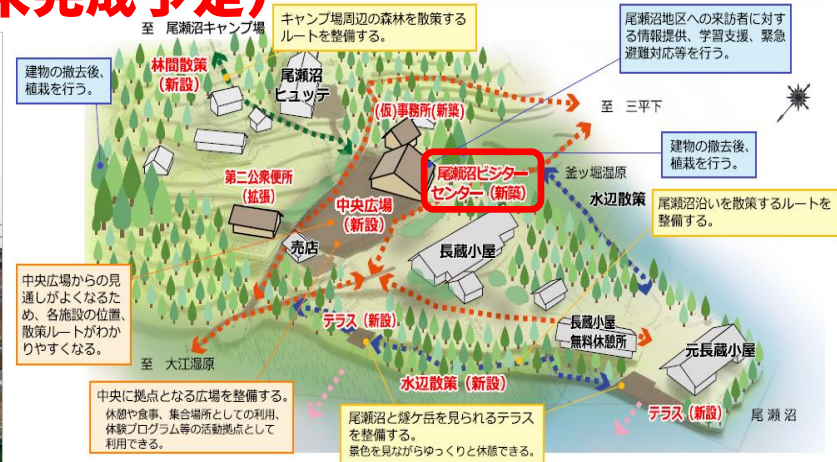 末完成予定)
至 尾瀬沼キャンプ場
キャンプ場周辺の森林を散策する
ルートを整備する。
尾瀬沼地区への来訪者に対す
る情報提供、学習支援、緊急
避難対応等を行う。
建物の撤去後、
植栽を行う。
林間散策
(新設)
尾瀬沼
ヒュッテ
(仮)事務所(新築)
至 三平下
建物の撤去後、
植栽を行う。
第二公衆便所
(拡張)
中央広場
(新設)
尾瀬沼ビジター
センター(新築)
釜ッ堀湿原
水辺散策
尾瀬沼沿いを散策するルートを
整備する。
売店
長蔵小屋
中央広場からの見
通しがよくなるた
め、各施設の位置、
散策ルートがわか
りやすくなる。
テラス(新設)
長蔵小屋
無料休憩所
元長蔵小屋
至 大江湿原
水辺散策(新設)
中央に拠点となる広場を整備する。
休憩や食事、集合場所としての利用、
体験プログラム等の活動拠点として
利用できる。
尾瀬沼と燧ケ岳を見られるテラス
を整備する。
景色を見ながらゆっくりと休憩できる。
テラス(新設)
尾瀬沼